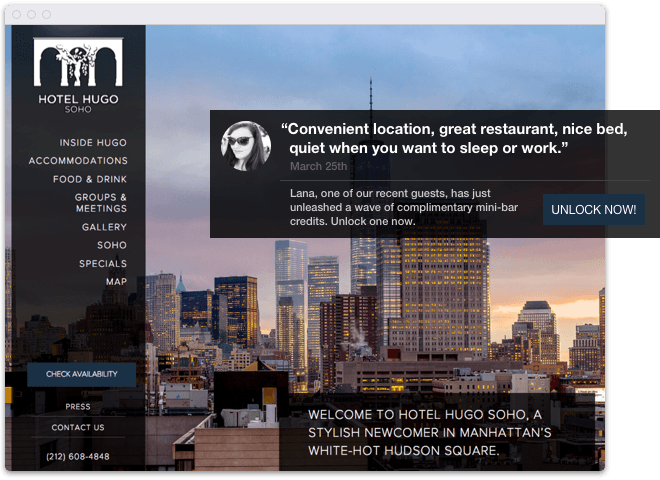 HOTEL HUGO
SOHO
INSIDE HUGO
ACCOMMODATIONS
FOOD & DRINK
GROUPS &
MEETINGS
GALLERY
SOHO
SPECIALS
MAP
CHECK AVAILABILITY
PRESS
CONTACT US
(212) 608-4848
“Convenient location, great restaurant, nice bed,
quiet when you want to sleep or work.”
March 25th
Lana, one of our recent guests, has just
unleashed a wave of complimentary mini-bar
credits. Unlock one now.
UNLOCK NOW!
WELCOME TO HOTEL HUGO SOHO, A
STYLISH NEWCOMER IN MANHATTAN’S
WHITE-HOT HUDSON SQUARE.